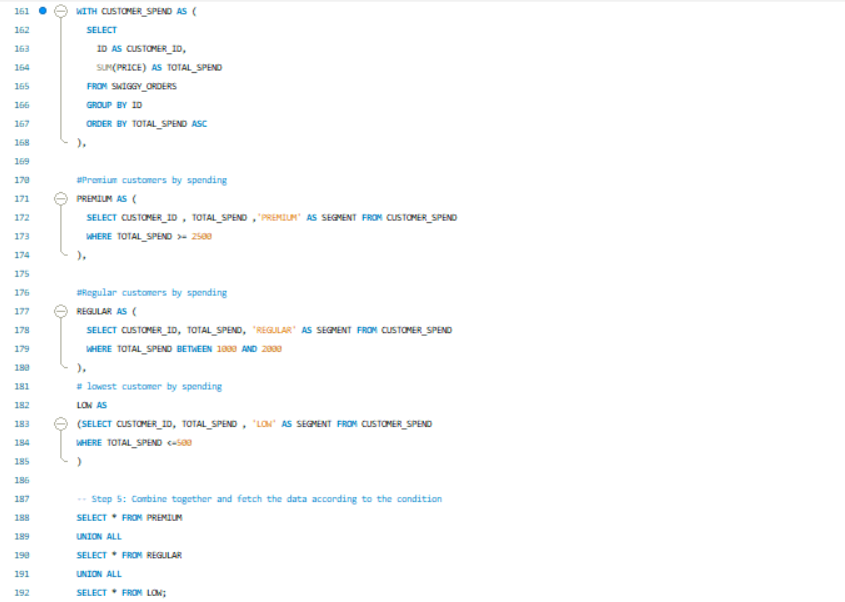 161 WITH CUSTOMER_SPEND AS (
162 SELECT
163 ID AS CUSTOMER_ID,
164 SUM(PRICE) AS TOTAL_SPEND
165 FROM SWIGGY_ORDERS
166 GROUP BY ID
167 ORDER BY TOTAL_SPEND ASC
168 ),
169
170 #Premium customers by spending
171 PREMIUM AS (
172 SELECT CUSTOMER_ID , TOTAL_SPEND ,'PREMIUM' AS SEGMENT FROM CUSTOMER_SPEND
173 WHERE TOTAL_SPEND >= 2500
174 ),
175
176 #Regular customers by spending
177 REGULAR AS (
178 SELECT CUSTOMER_ID, TOTAL_SPEND, 'REGULAR' AS SEGMENT FROM CUSTOMER_SPEND
179 WHERE TOTAL_SPEND BETWEEN 1000 AND 2000
180 ),
181 # lowest customer by spending
182 LOW AS
183 (SELECT CUSTOMER_ID, TOTAL_SPEND , 'LOW' AS SEGMENT FROM CUSTOMER_SPEND
184 WHERE TOTAL_SPEND <=500
185 )
186
187 -- Step 5: Combine together and fetch the data according to the condition
188 SELECT * FROM PREMIUM
189 UNION ALL
190 SELECT * FROM REGULAR
191 UNION ALL
192 SELECT * FROM LOW;